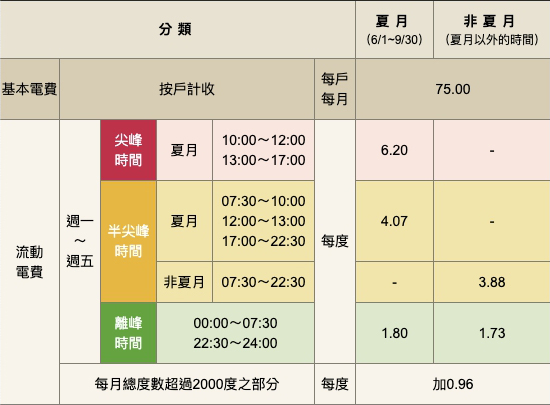 分類
夏月
(6/1~9/30)
非夏月
(夏月以外的時間)
基本電費
按戶計收
每戶
每月
75.00
流動
電費
週一
～
週五
尖峰
時間
夏月
10:00～12:00
13:00～17:00
每度
6.20
-
半尖峰
時間
夏月
07:30～10:00
12:00～13:00
17:00～22:30
4.07
-
非夏月
07:30～22:30
-
3.88
離峰
時間
00:00～07:30
22:30～24:00
1.80
1.73
每月總度數超過2000度之部分
每度
加0.96